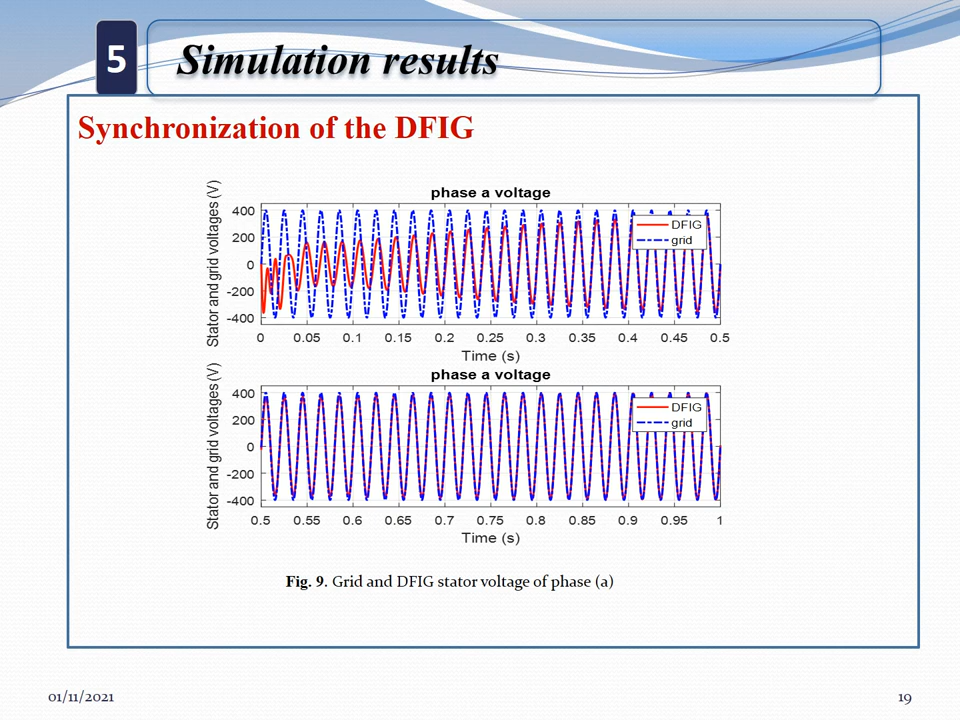 5
Simulation results
Synchronization of the DFIG
phase a voltage
Stator and grid voltages (V)
400
200
0
-200
-400
DFIG
grid
0 0.05 0.1 0.15 0.2 0.25 0.3 0.35 0.4 0.45 0.5
Time (s)
phase a voltage
Stator and grid voltages (V)
400
200
0
-200
-400
DFIG
grid
0.5 0.55 0.6 0.65 0.7 0.75 0.8 0.85 0.9 0.95 1
Time (s)
Fig. 9. Grid and DFIG stator voltage of phase (a)
01/11/2021
19